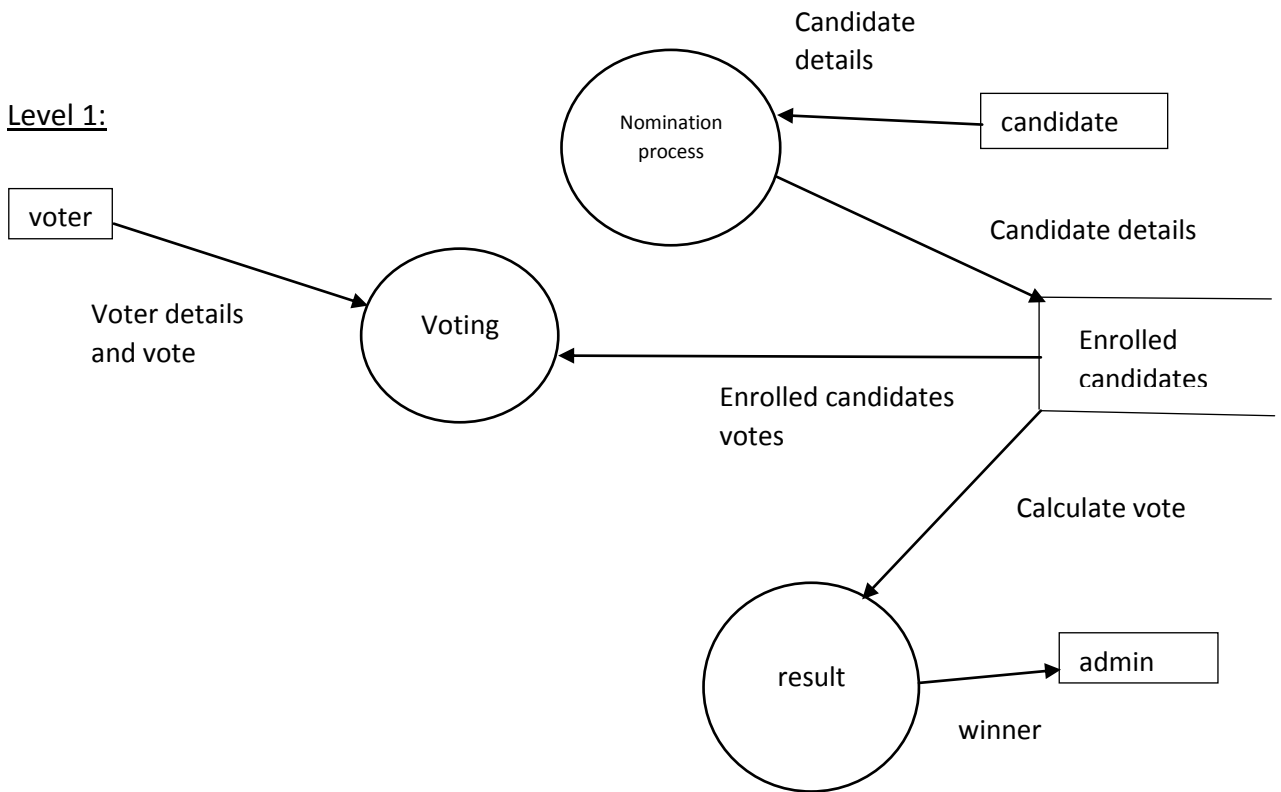 Candidate
details
Level 1:
Nomination
process
candidate
voter
Candidate details
Voter details
and vote
Voting
Enrolled
candidates
Enrolled candidates
votes
Calculate vote
result
admin
winner